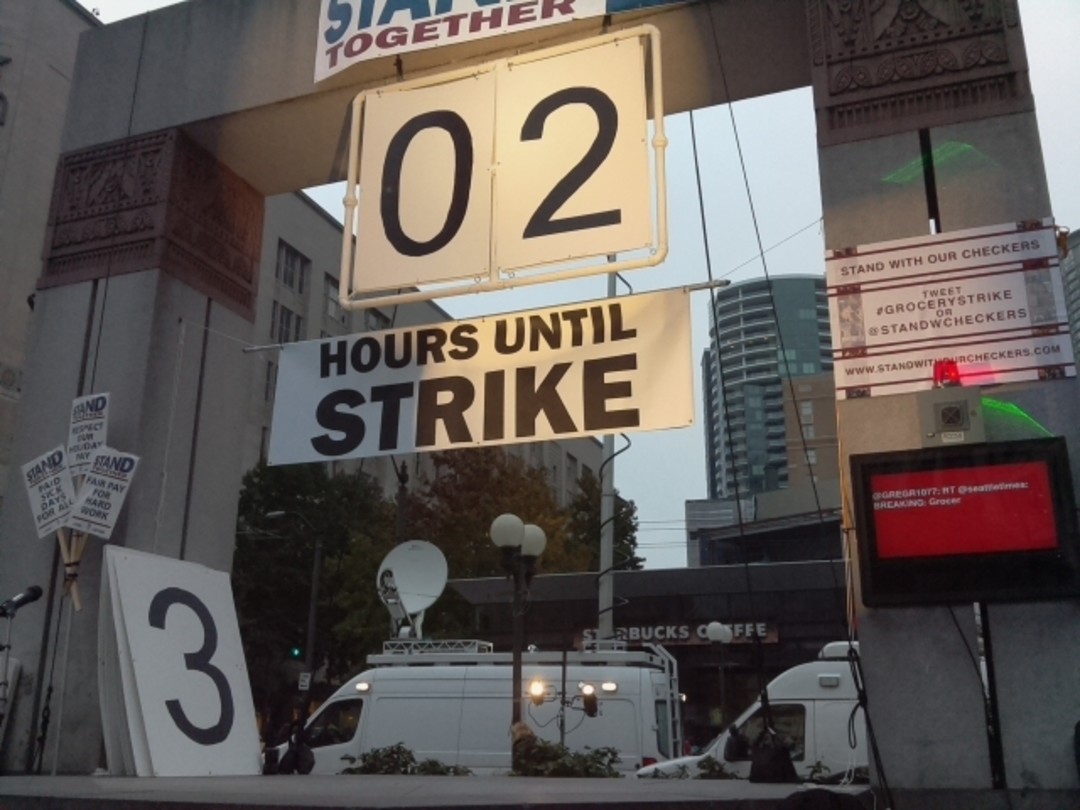 STAND
TOGETHER
02
HOURS UNTIL
STRIKE
STAND WITH OUR CHECKERS
TWEET
#GROCERYSTRIKE
OR
@STANDWCHECKERS
WWW.STANDWITHOURCHECKERS.COM
@GREGR1077: RT @seattletimes:
BREAKING: Grocer
STAND
RESPECT
OUR
HOLIDAY
PAY
STAND
PAID
SICK
DAYS
FOR ALL
STAND
FAIR PAY
FOR
HARD
WORK
3
STARBUCKS COFFEE